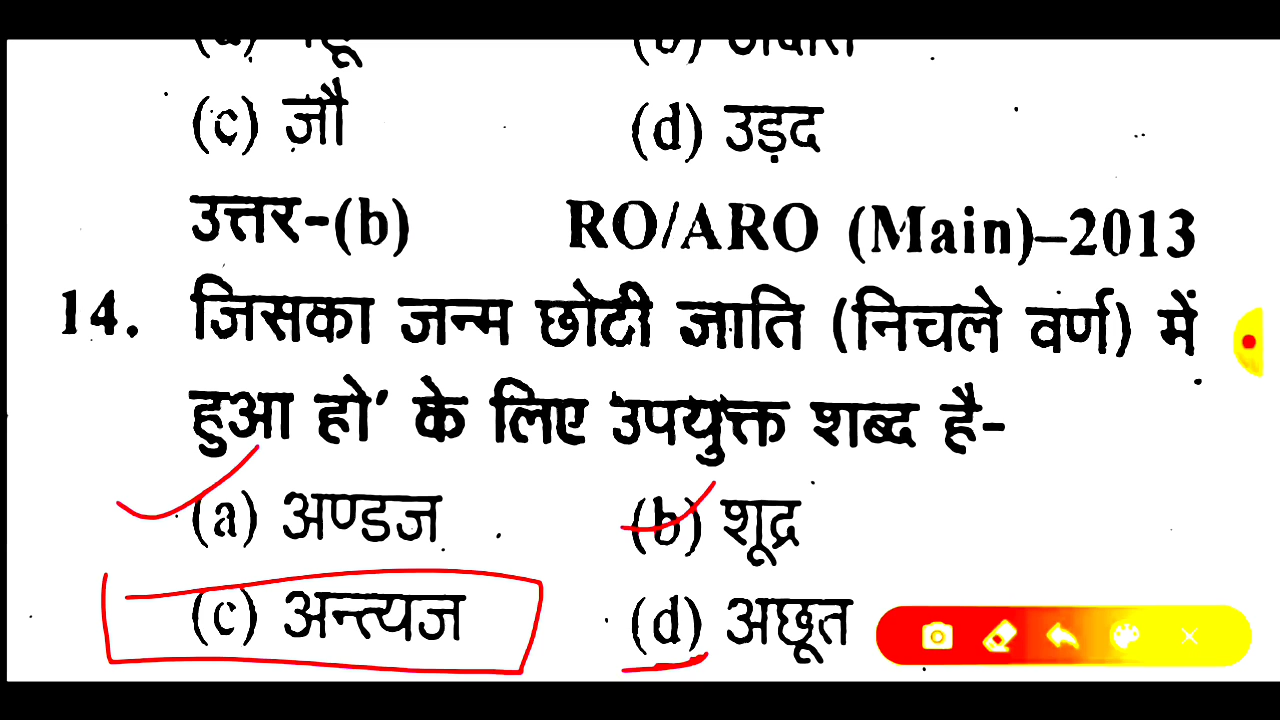 (c) जौ (d) उड़द
उत्तर-(b) RO/ARO (Main)–2013
14. जिसका जन्म छोटी जाति (निचले वर्ण) में
हुआ हो’ के लिए उपयुक्त शब्द है-
(a) अण्डज (b) शूद्र
(c) अन्त्यज (d) अछूत